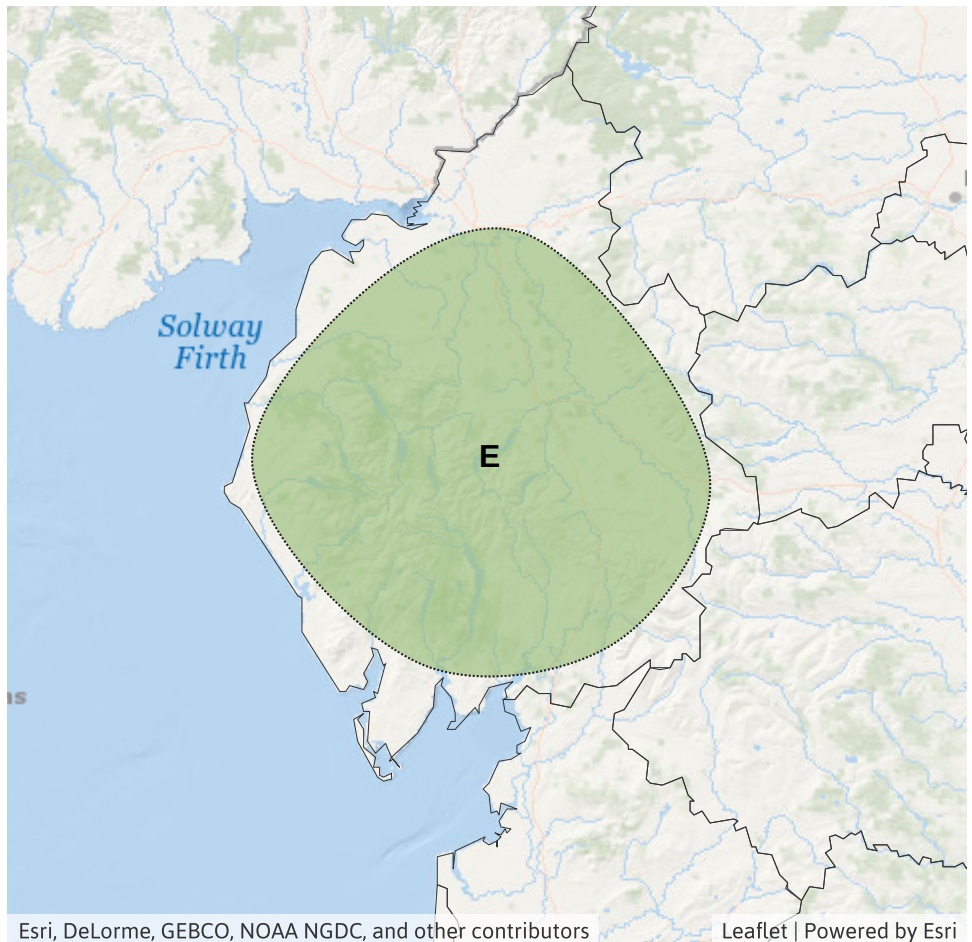 Solway
Firth
E
Esri, DeLorme, GEBCO, NOAA NGDC, and other contributors
Leaflet | Powered by Esri